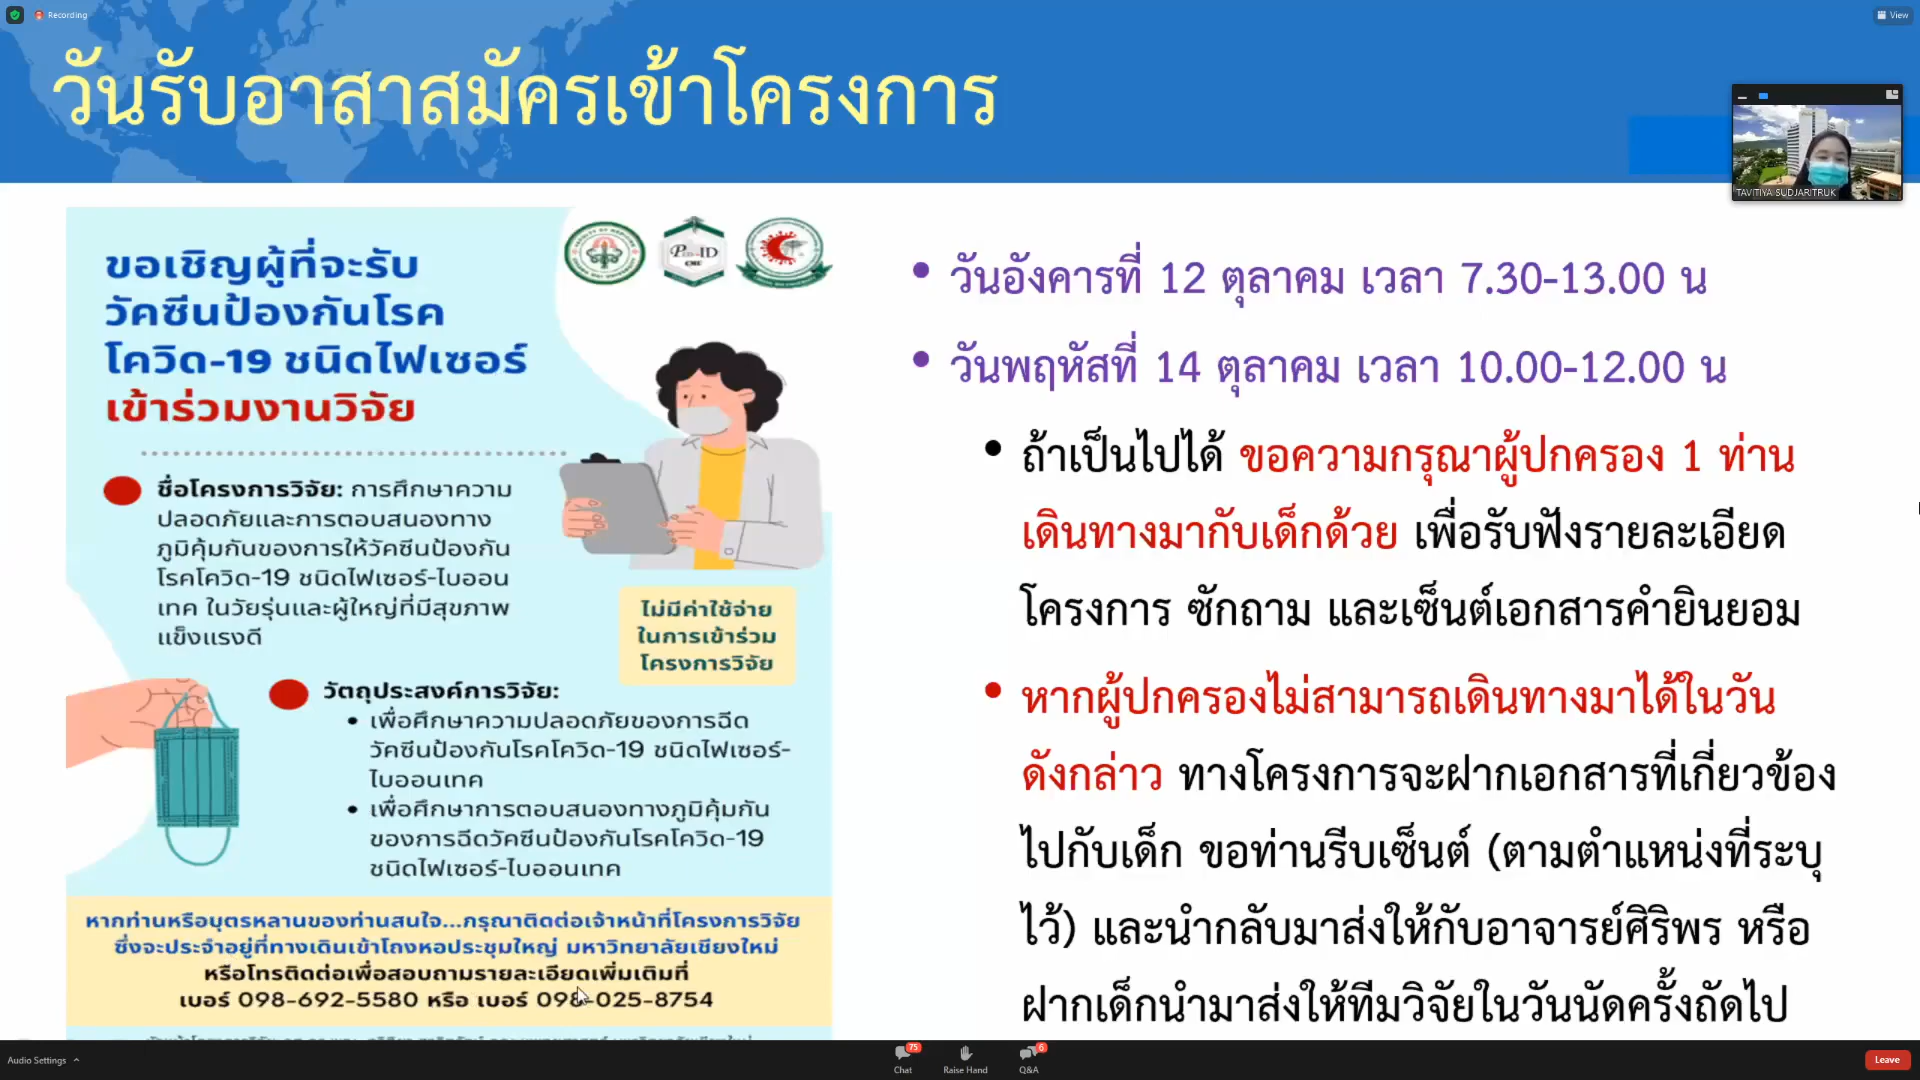 Recording
View
วันรับอาสาสมัครเข้าโครงการ
TAVITIYA SUDJARITRUK
ขอเชิญผู้ที่จะรับ
วัคซีนป้องกันโรค
โควิด-19 ชนิดไฟเซอร์
เข้าร่วมงานวิจัย
ชื่อโครงการวิจัย: การศึกษาความ
ปลอดภัยและการตอบสนองทาง
ภูมิคุ้มกันของการให้วัคซีนป้องกัน
โรคโควิด-19 ชนิดไฟเซอร์-ไบออน
เทค ในวัยรุ่นและผู้ใหญ่ที่มีสุขภาพ
แข็งแรงดี
ไม่มีค่าใช้จ่าย
ในการเข้าร่วม
โครงการวิจัย
วัตถุประสงค์การวิจัย:
เพื่อศึกษาความปลอดภัยของการฉีด
วัคซีนป้องกันโรคโควิด-19 ชนิดไฟเซอร์-
ไบออนเทค
เพื่อศึกษาการตอบสนองทางภูมิคุ้มกัน
ของการฉีดวัคซีนป้องกันโรคโควิด-19
ชนิดไฟเซอร์-ไบออนเทค
หากท่านหรือบุตรหลานของท่านสนใจ...กรุณาติดต่อเจ้าหน้าที่โครงการวิจัย
ซึ่งจะประจำอยู่ที่ทางเดินเข้าโถงหอประชุมใหญ่ มหาวิทยาลัยเชียงใหม่
หรือโทรติดต่อเพื่อสอบถามรายละเอียดเพิ่มเติมที่
เบอร์ 098-692-5580 หรือ เบอร์ 098-025-8754
วันอังคารที่ 12 ตุลาคม เวลา 7.30-13.00 น
วันพฤหัสที่ 14 ตุลาคม เวลา 10.00-12.00 น
ถ้าเป็นไปได้ ขอความกรุณาผู้ปกครอง 1 ท่าน
เดินทางมากับเด็กด้วย เพื่อรับฟังรายละเอียด
โครงการ ซักถาม และเซ็นต์เอกสารคำยินยอม
หากผู้ปกครองไม่สามารถเดินทางมาได้ในวัน
ดังกล่าว ทางโครงการจะฝากเอกสารที่เกี่ยวข้อง
ไปกับเด็ก ขอท่านรีบเซ็นต์ (ตามตำแหน่งที่ระบุ
ไว้) และนำกลับมาส่งให้กับอาจารย์ศิริพร หรือ
ฝากเด็กนำมาส่งให้ทีมวิจัยในวันนัดครั้งถัดไป
Audio Settings
75
Chat
Raise Hand
6
Q&A
Leave